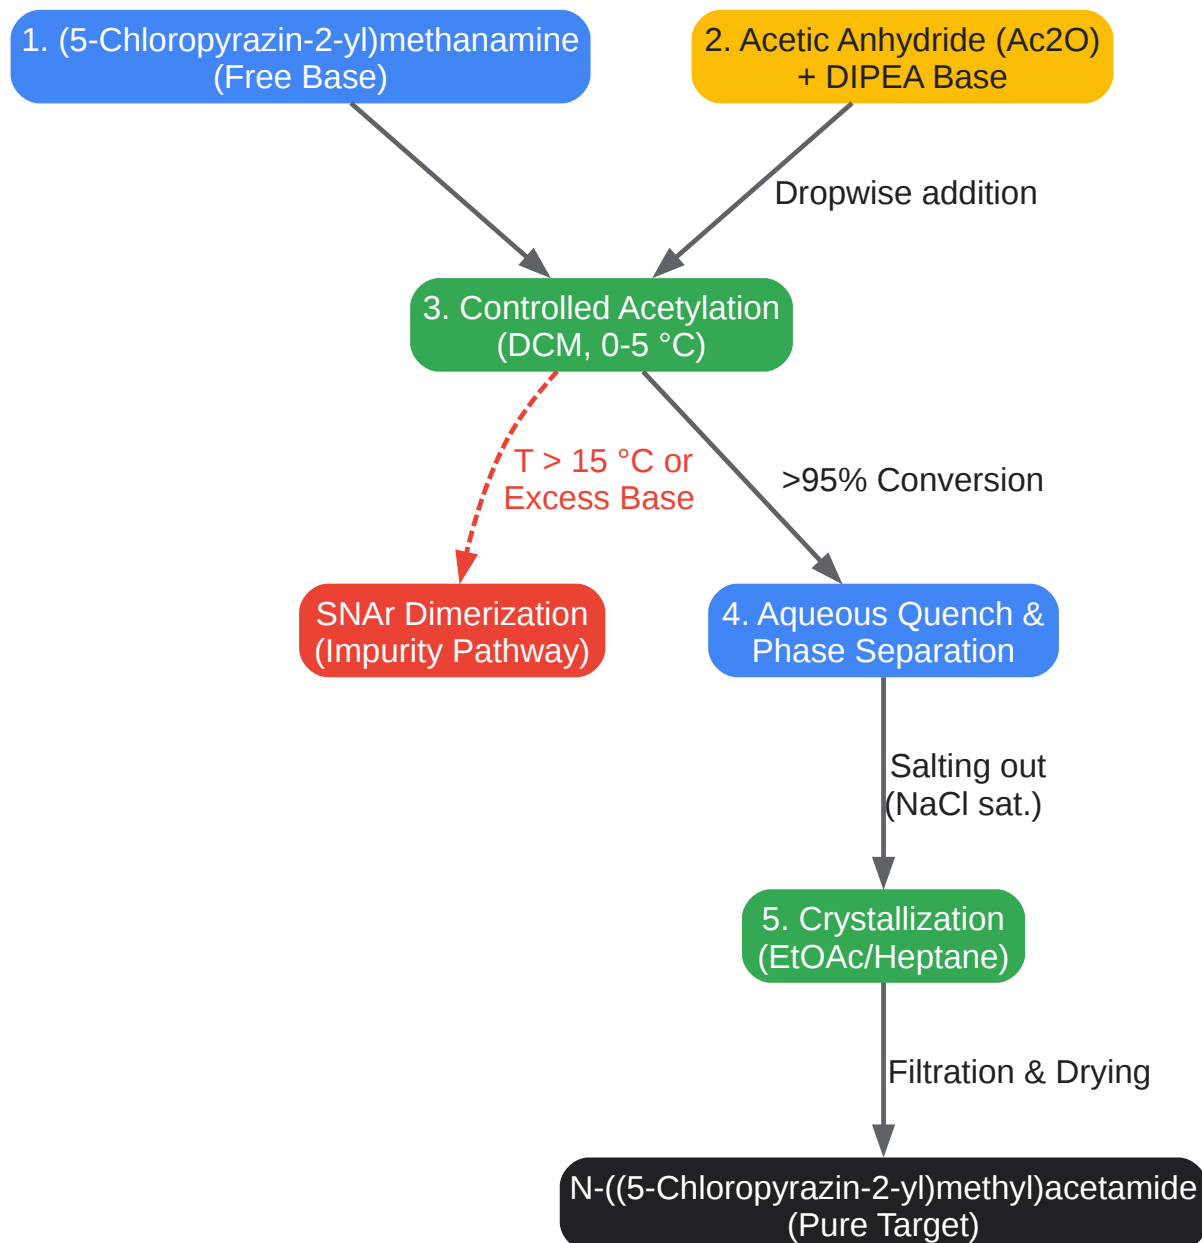 1. (5-Chloropyrazin-2-yl)methanamine
(Free Base)
2. Acetic Anhydride (Ac2O)
+ DIPEA Base
Dropwise addition
3. Controlled Acetylation
(DCM, 0-5 °C)
T > 15 °C or
Excess Base
>95% Conversion
SNAr Dimerization
(Impurity Pathway)
4. Aqueous Quench &
Phase Separation
Salting out
(NaCl sat.)
5. Crystallization
(EtOAc/Heptane)
Filtration & Drying
N-((5-Chloropyrazin-2-yl)methyl)acetamide
(Pure Target)